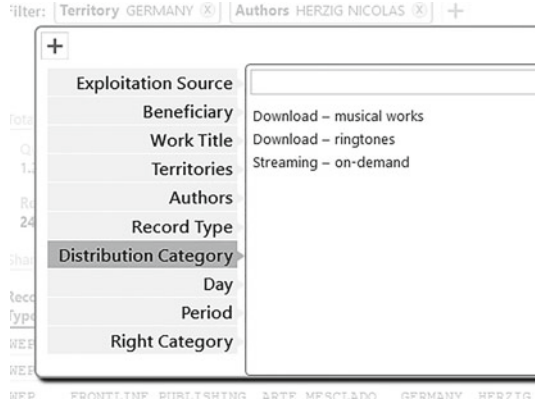 Filter: Territory GERMANY Authors HERZIG NICOLAS
Exploitation Source
Beneficiary
Work Title
Territories
Authors
Record Type
Distribution Category
Day
Period
Right Category
Download – musical works
Download – ringtones
Streaming – on-demand
WEP FRONTLINE PUBLISHING ARTE MESCLADO GERMANY HERZIG